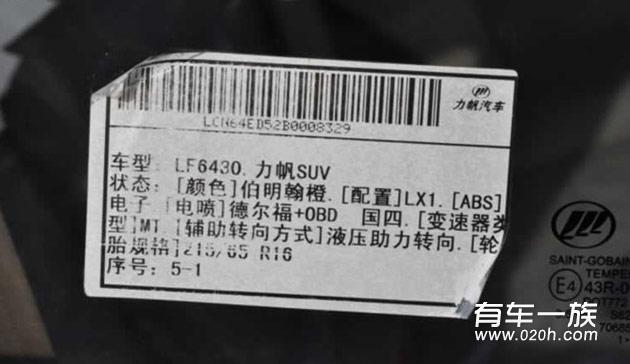 力帆汽车
LCN64ED52B0008329
车型: LF6430.力帆SUV
状态: [颜色]伯明翰橙.[配置]LX1.[ABS]
电子 [电喷]德尔福+OBD 国四.[变速器类
型]MT.[辅助转向方式]液压助力转向.[轮
胎规格]215/65 R16
序号: 5-1
SAINT-GOBAIN
TEMPER
E4 43R-0
DOT772
有车一族
www.020h.com